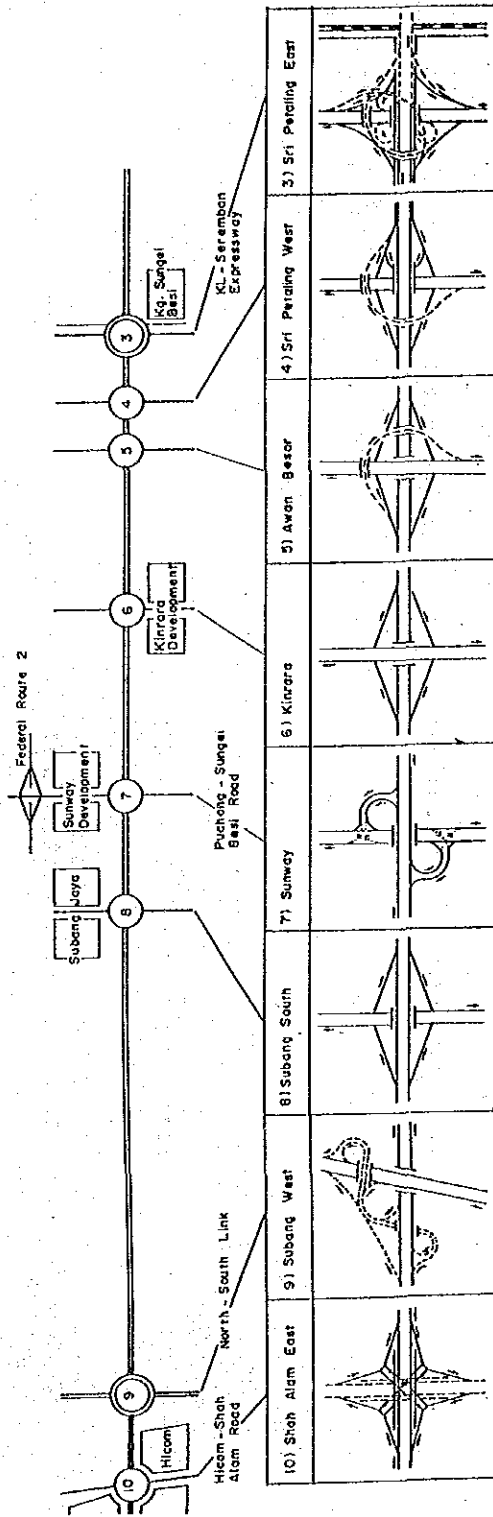 Federal Route 2
Subang Jaya
Sunway
Development
Hicom
Kinrara
Development
Kg. Sungei
Besi
10
9
8
7
6
5
4
3
Hicom-Shah
Alam Road
North-South Link
Puchong-Sungei
Besi Road
KL-Seremban
Expressway
10) Shah Alam East
9) Subang West
8) Subang South
7) Sunway
6) Kinrara
5) Awan Besar
4) Sri Petaling West
3) Sri Petaling East